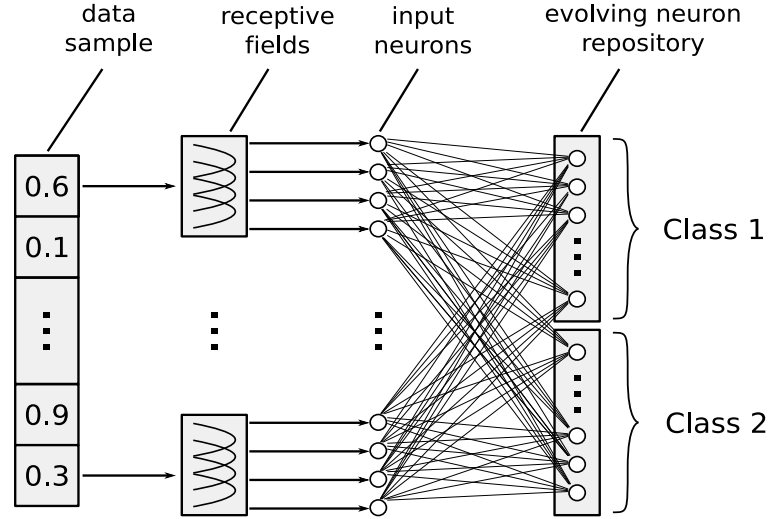 data
sample
receptive
fields
input
neurons
evolving neuron
repository
0.6
0.1
0.9
0.3
Class 1
Class 2